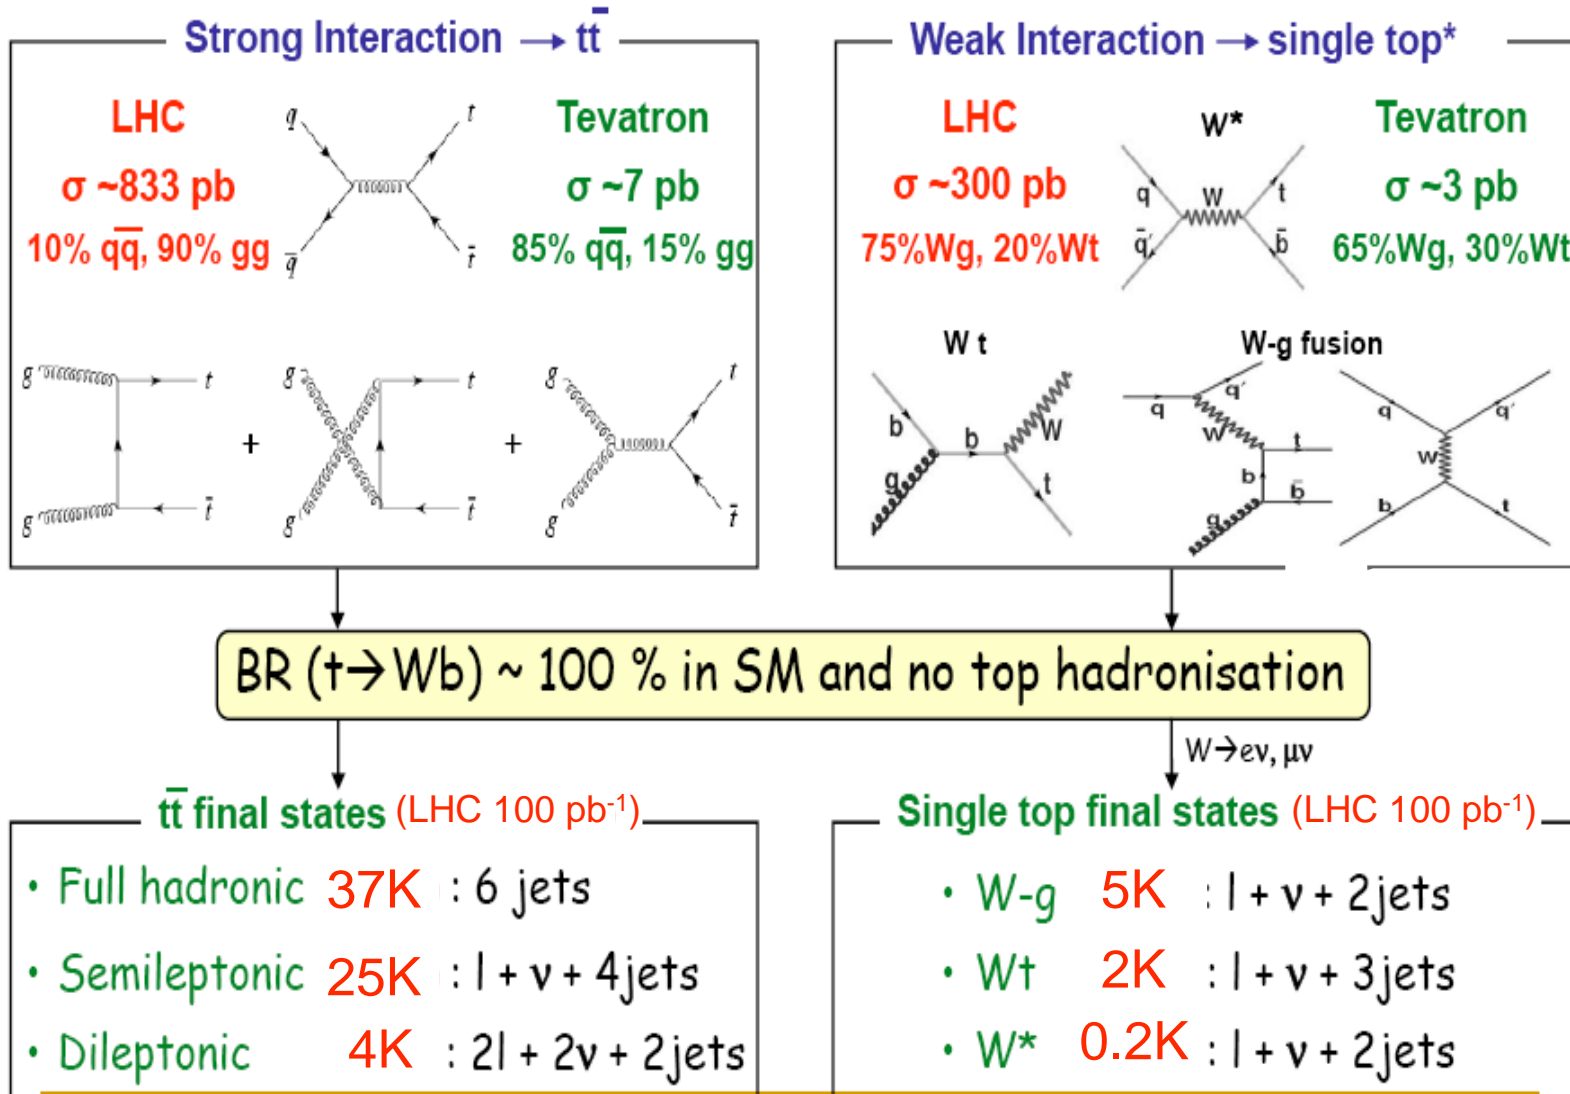 Strong Interaction → tt̄
LHC
σ ~833 pb
10% qq̄, 90% gg
q
q̄
t
t̄
Tevatron
σ ~7 pb
85% qq̄, 15% gg
g
g
t
t̄
+
g
g
t
t̄
+
g
g
t
t̄
Weak Interaction → single top*
LHC
σ ~300 pb
75%Wg, 20%Wt
W*
q
q̄′
W
t
b̄
Tevatron
σ ~3 pb
65%Wg, 30%Wt
W t
b
g
b
W
t
W-g fusion
q
q′
W
t
b
b̄
g
q
q′
W
b
t
BR (t→Wb) ~ 100 % in SM and no top hadronisation
W→eν, μν
tt̄ final states (LHC 100 pb⁻¹)
• Full hadronic 37K : 6 jets
• Semileptonic 25K : l + ν + 4jets
• Dileptonic 4K : 2l + 2ν + 2jets
Single top final states (LHC 100 pb⁻¹)
• W-g 5K : l + ν + 2jets
• Wt 2K : l + ν + 3jets
• W* 0.2K : l + ν + 2jets